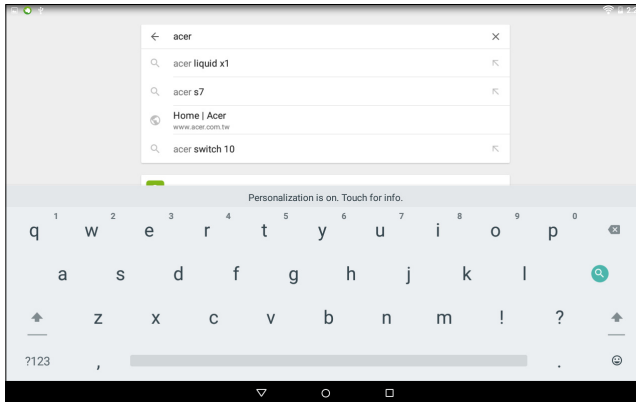 acer
acer liquid x1
acer s7
Home | Acer
www.acer.com.tw
acer switch 10
Personalization is on. Touch for info.
1 2 3 4 5 6 7 8 9 0
q w e r t y u i o p
a s d f g h j k l
z x c v b n m ! ?
?123 , .